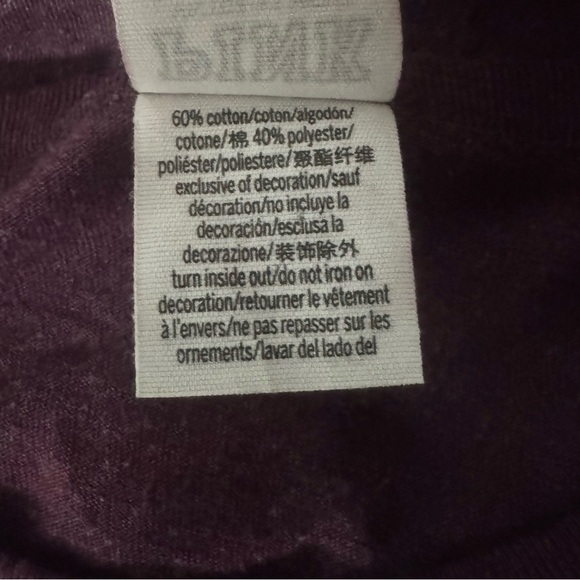 PINK
60% cotton/coton/algodón/
cotone/棉 40% polyester/
poliéster/poliestere/聚酯纤维
exclusive of decoration/sauf
décoration/no incluye la
decoración/esclusa la
decorazione/装饰除外
turn inside out/do not iron on
decoration/retourner le vêtement
à l'envers/ne pas repasser sur les
ornements/lavar del lado del